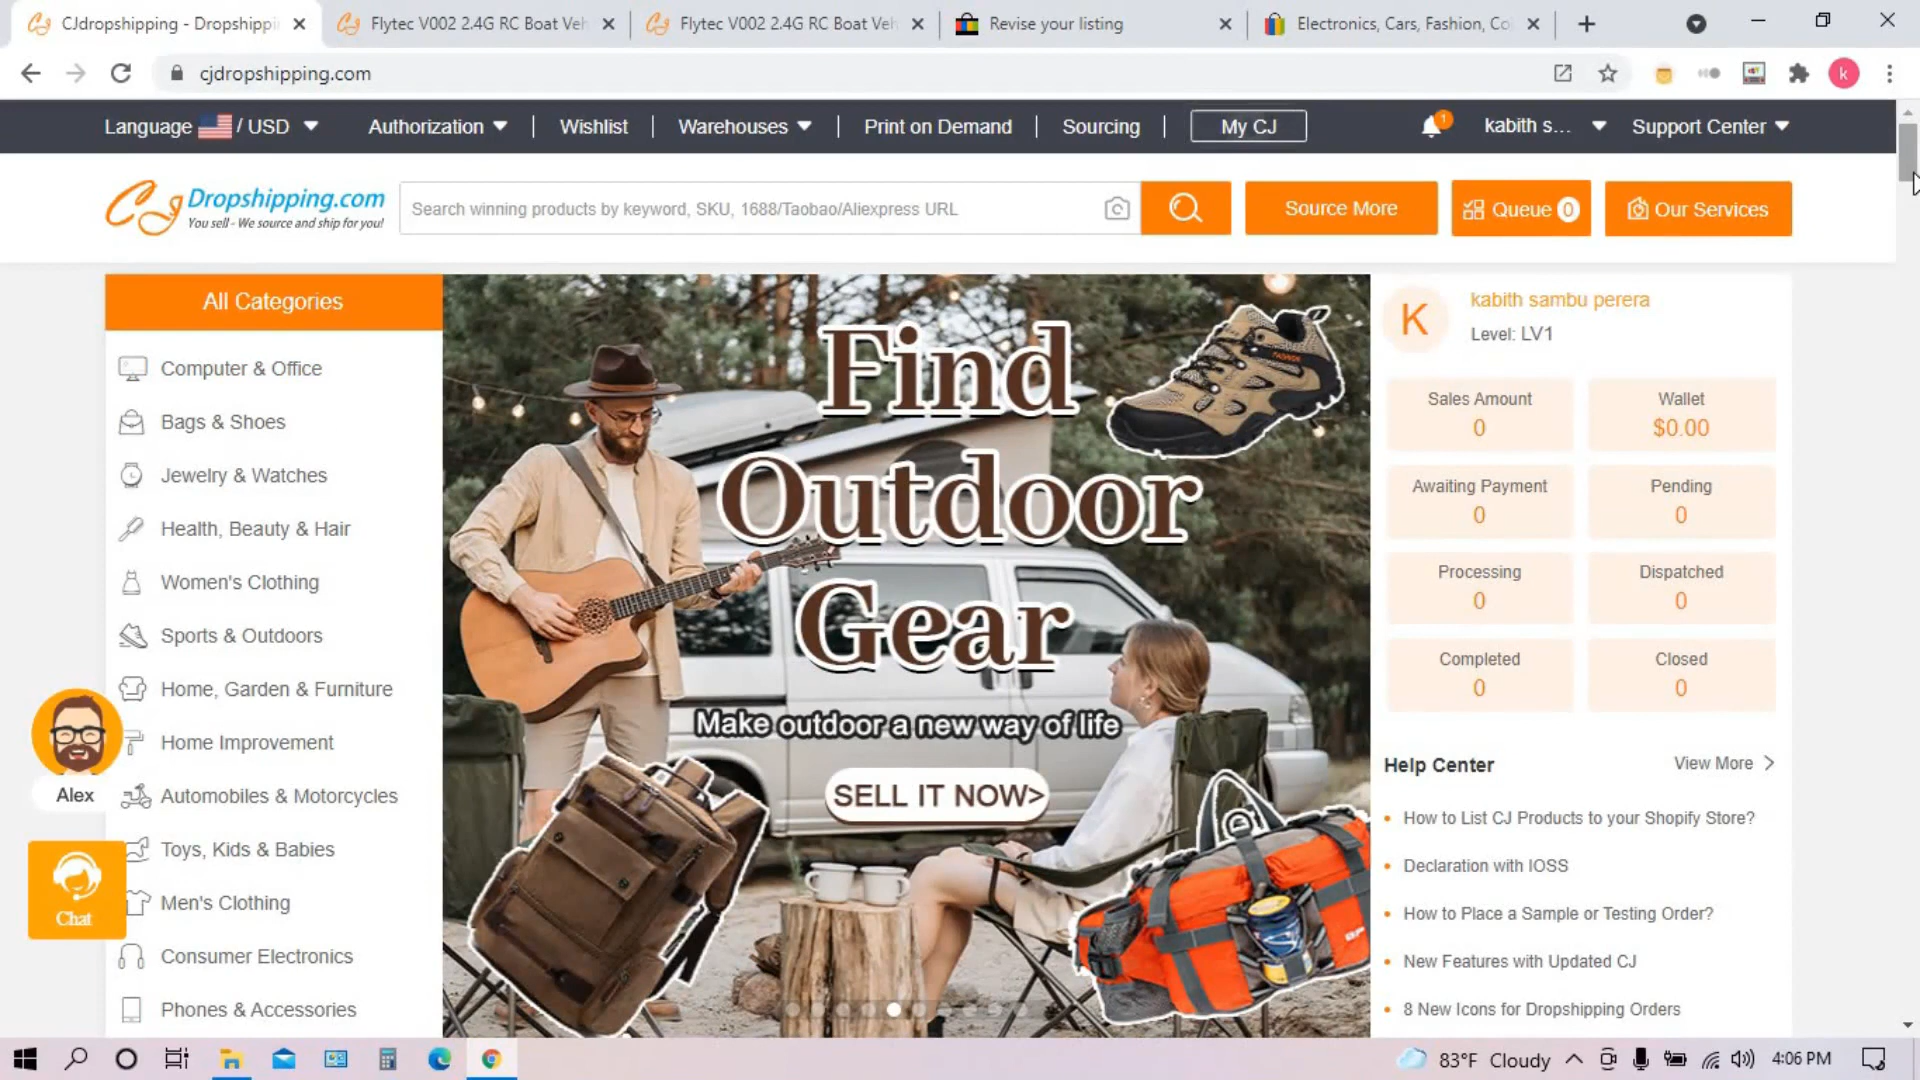 CJdropshipping - Dropshippi
Flytec V002 2.4G RC Boat Veh
Flytec V002 2.4G RC Boat Veh
Revise your listing
Electronics, Cars, Fashion, Co
cjdropshipping.com
k
Language / USD
Authorization
Wishlist
Warehouses
Print on Demand
Sourcing
My CJ
1
kabith s...
Support Center
CJ Dropshipping.com
You sell - We source and ship for you!
Search winning products by keyword, SKU, 1688/Taobao/Aliexpress URL
Source More
Queue 0
Our Services
All Categories
Computer & Office
Bags & Shoes
Jewelry & Watches
Health, Beauty & Hair
Women's Clothing
Sports & Outdoors
Home, Garden & Furniture
Home Improvement
Automobiles & Motorcycles
Toys, Kids & Babies
Men's Clothing
Consumer Electronics
Phones & Accessories
Alex
Chat
Find
Outdoor
Gear
Make outdoor a new way of life
SELL IT NOW>
K
kabith sambu perera
Level: LV1
Sales Amount
0
Wallet
$0.00
Awaiting Payment
0
Pending
0
Processing
0
Dispatched
0
Completed
0
Closed
0
Help Center
View More
How to List CJ Products to your Shopify Store?
Declaration with IOSS
How to Place a Sample or Testing Order?
New Features with Updated CJ
8 New Icons for Dropshipping Orders
83°F Cloudy
4:06 PM